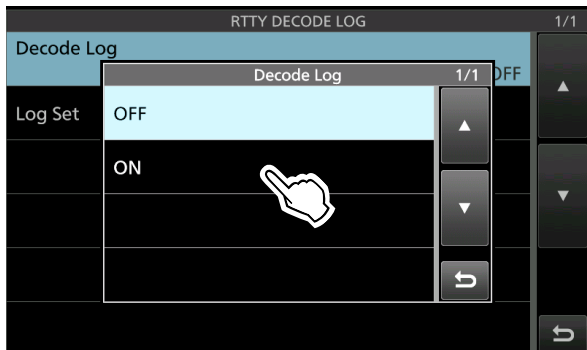 RTTY DECODE LOG 1/1
Decode Log
Decode Log 1/1
OFF
Log Set
OFF
ON